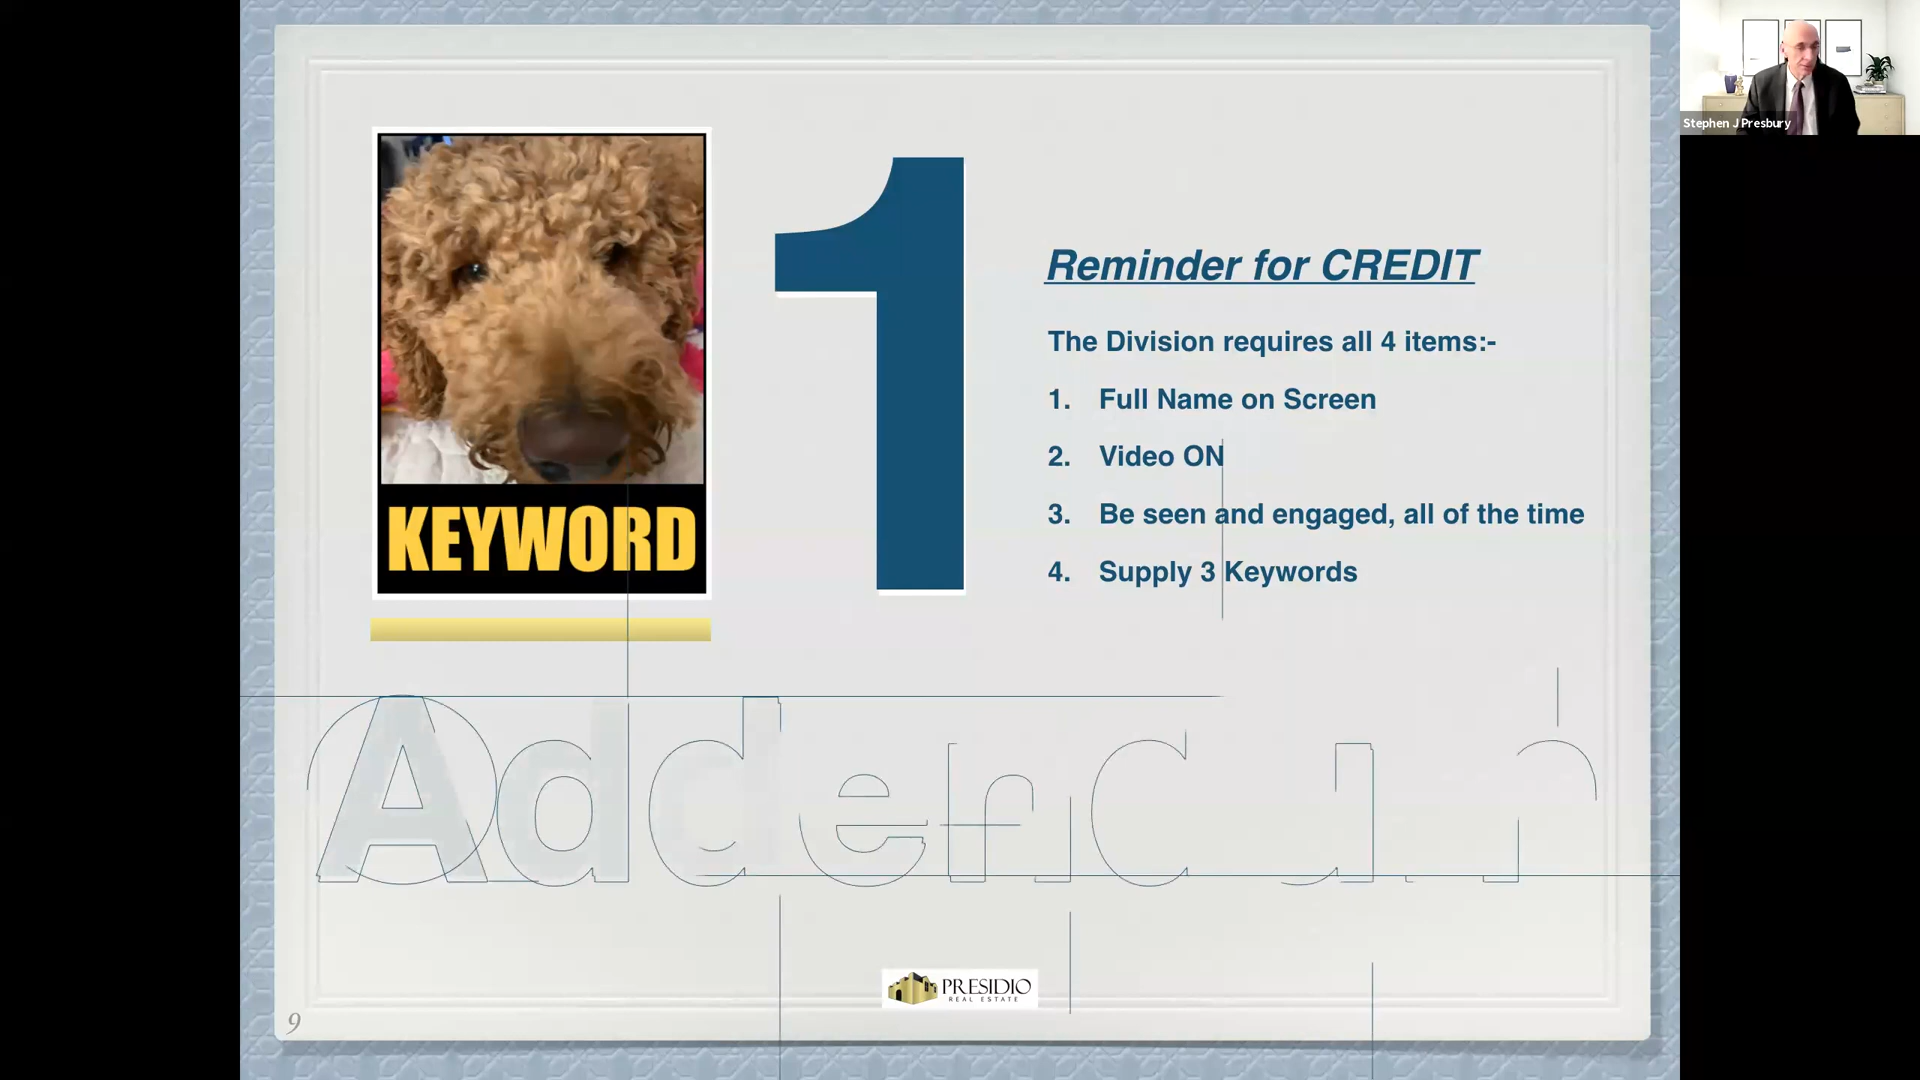 Stephen J Presbury
KEYWORD
1
Reminder for CREDIT
The Division requires all 4 items:-
1. Full Name on Screen
2. Video ON
3. Be seen and engaged, all of the time
4. Supply 3 Keywords
Addendum
PRESIDIO
REAL ESTATE
9